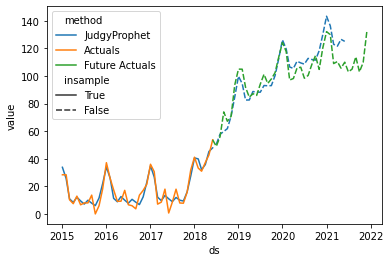 140
120
100
80
60
40
20
0
value
method
JudgyProphet
Actuals
Future Actuals
insample
True
False
2015 2016 2017 2018 2019 2020 2021 2022
ds